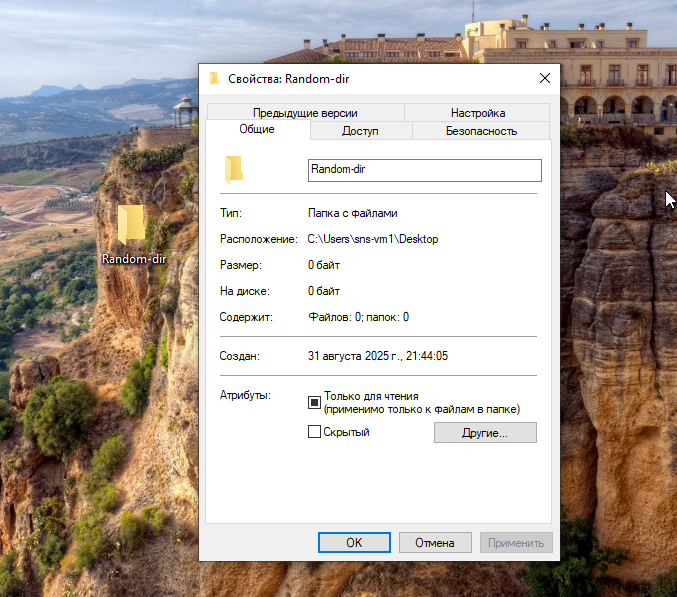 Свойства: Random-dir
Предыдущие версии
Настройка
Общие
Доступ
Безопасность
Random-dir
Тип: Папка с файлами
Расположение: C:\Users\sns-vm1\Desktop
Размер: 0 байт
На диске: 0 байт
Содержит: Файлов: 0; папок: 0
Создан: 31 августа 2025 г., 21:44:05
Атрибуты:
Только для чтения
(применимо только к файлам в папке)
Скрытый
Другие...
OK
Отмена
Применить
Random-dir